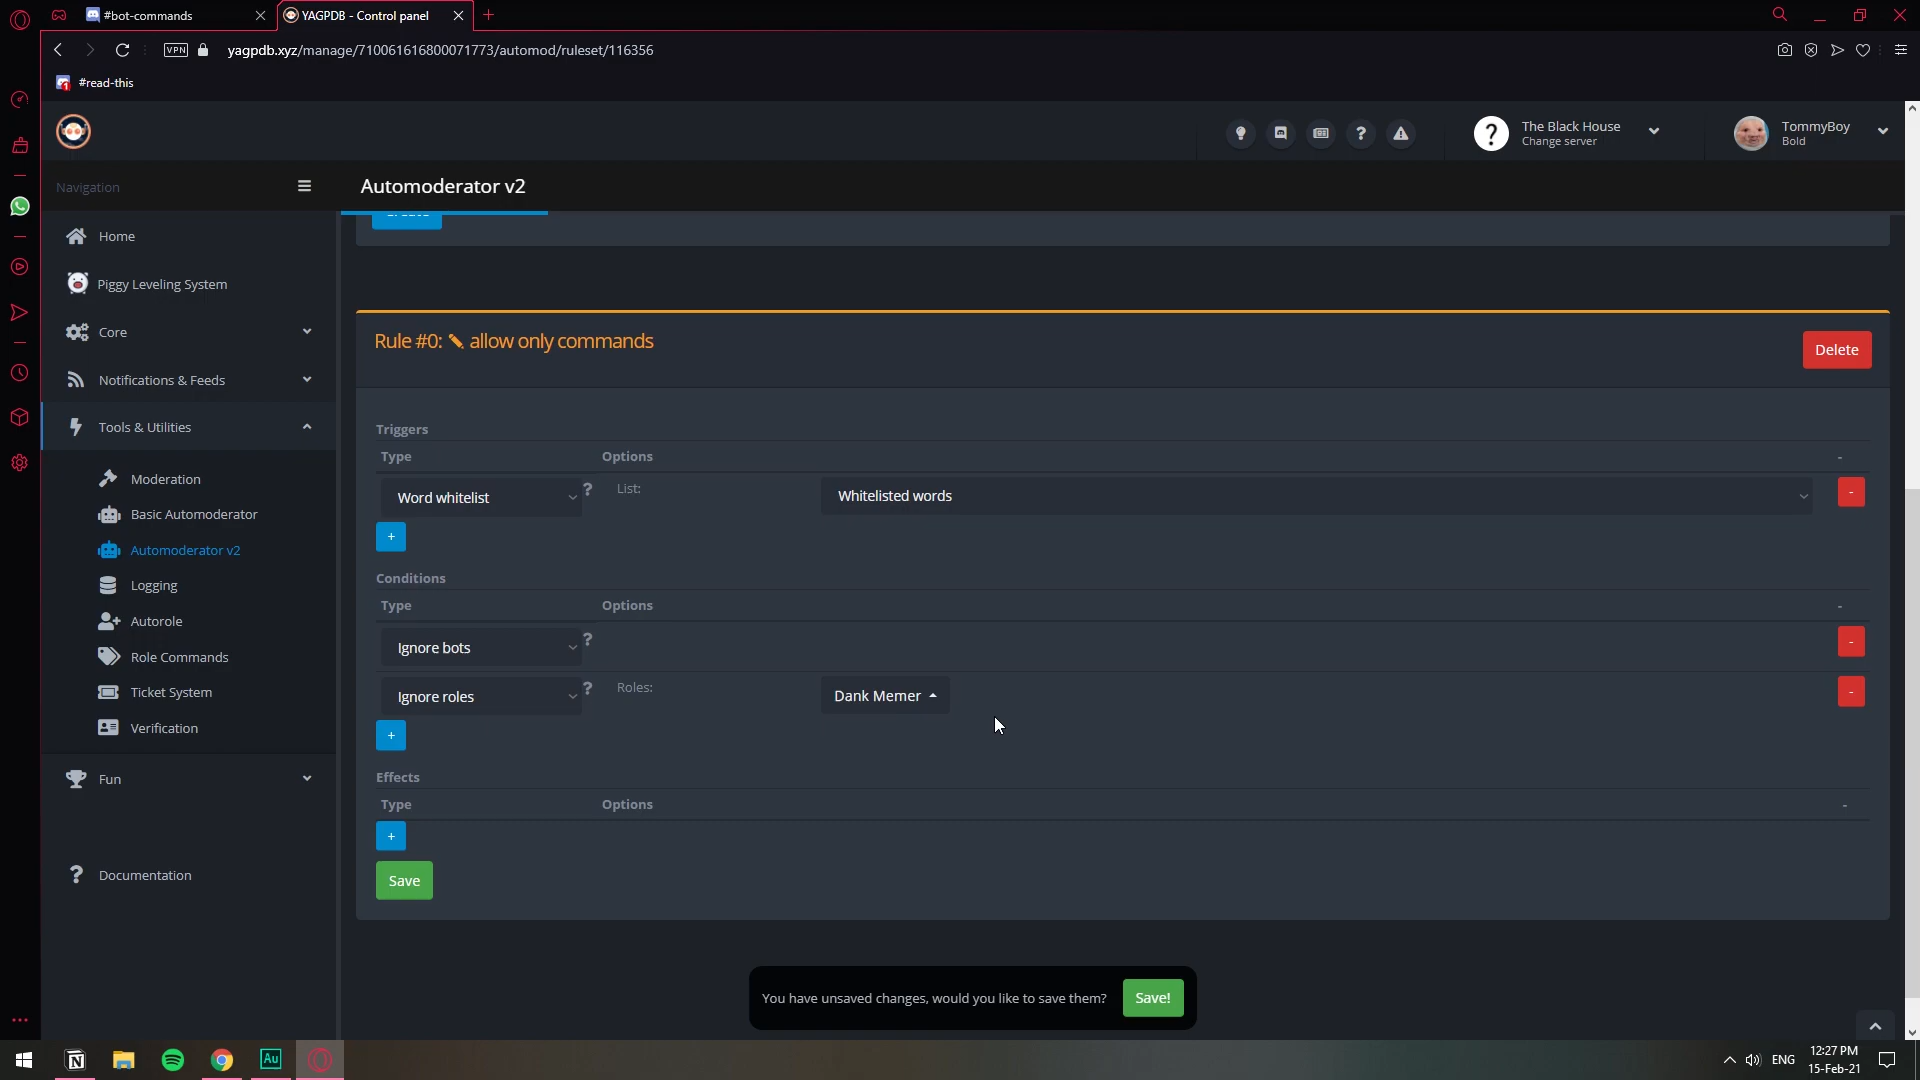 #bot-commands
YAGPDB - Control panel
VPN
yagpdb.xyz/manage/710061616800071773/automod/ruleset/116356
1
#read-this
?
?
The Black House
Change server
TommyBoy
Bold
Navigation
Automoderator v2
Home
Piggy Leveling System
Core
Notifications & Feeds
Tools & Utilities
Moderation
Basic Automoderator
Automoderator v2
Logging
Autorole
Role Commands
Ticket System
Verification
Fun
? Documentation
Rule #0: allow only commands
Delete
Triggers
Type Options -
Word whitelist ? List: Whitelisted words -
+
Conditions
Type Options -
Ignore bots ? -
Ignore roles ? Roles: Dank Memer -
+
Effects
Type Options -
+
Save
You have unsaved changes, would you like to save them? Save!
N
Au
ENG
12:27 PM
15-Feb-21